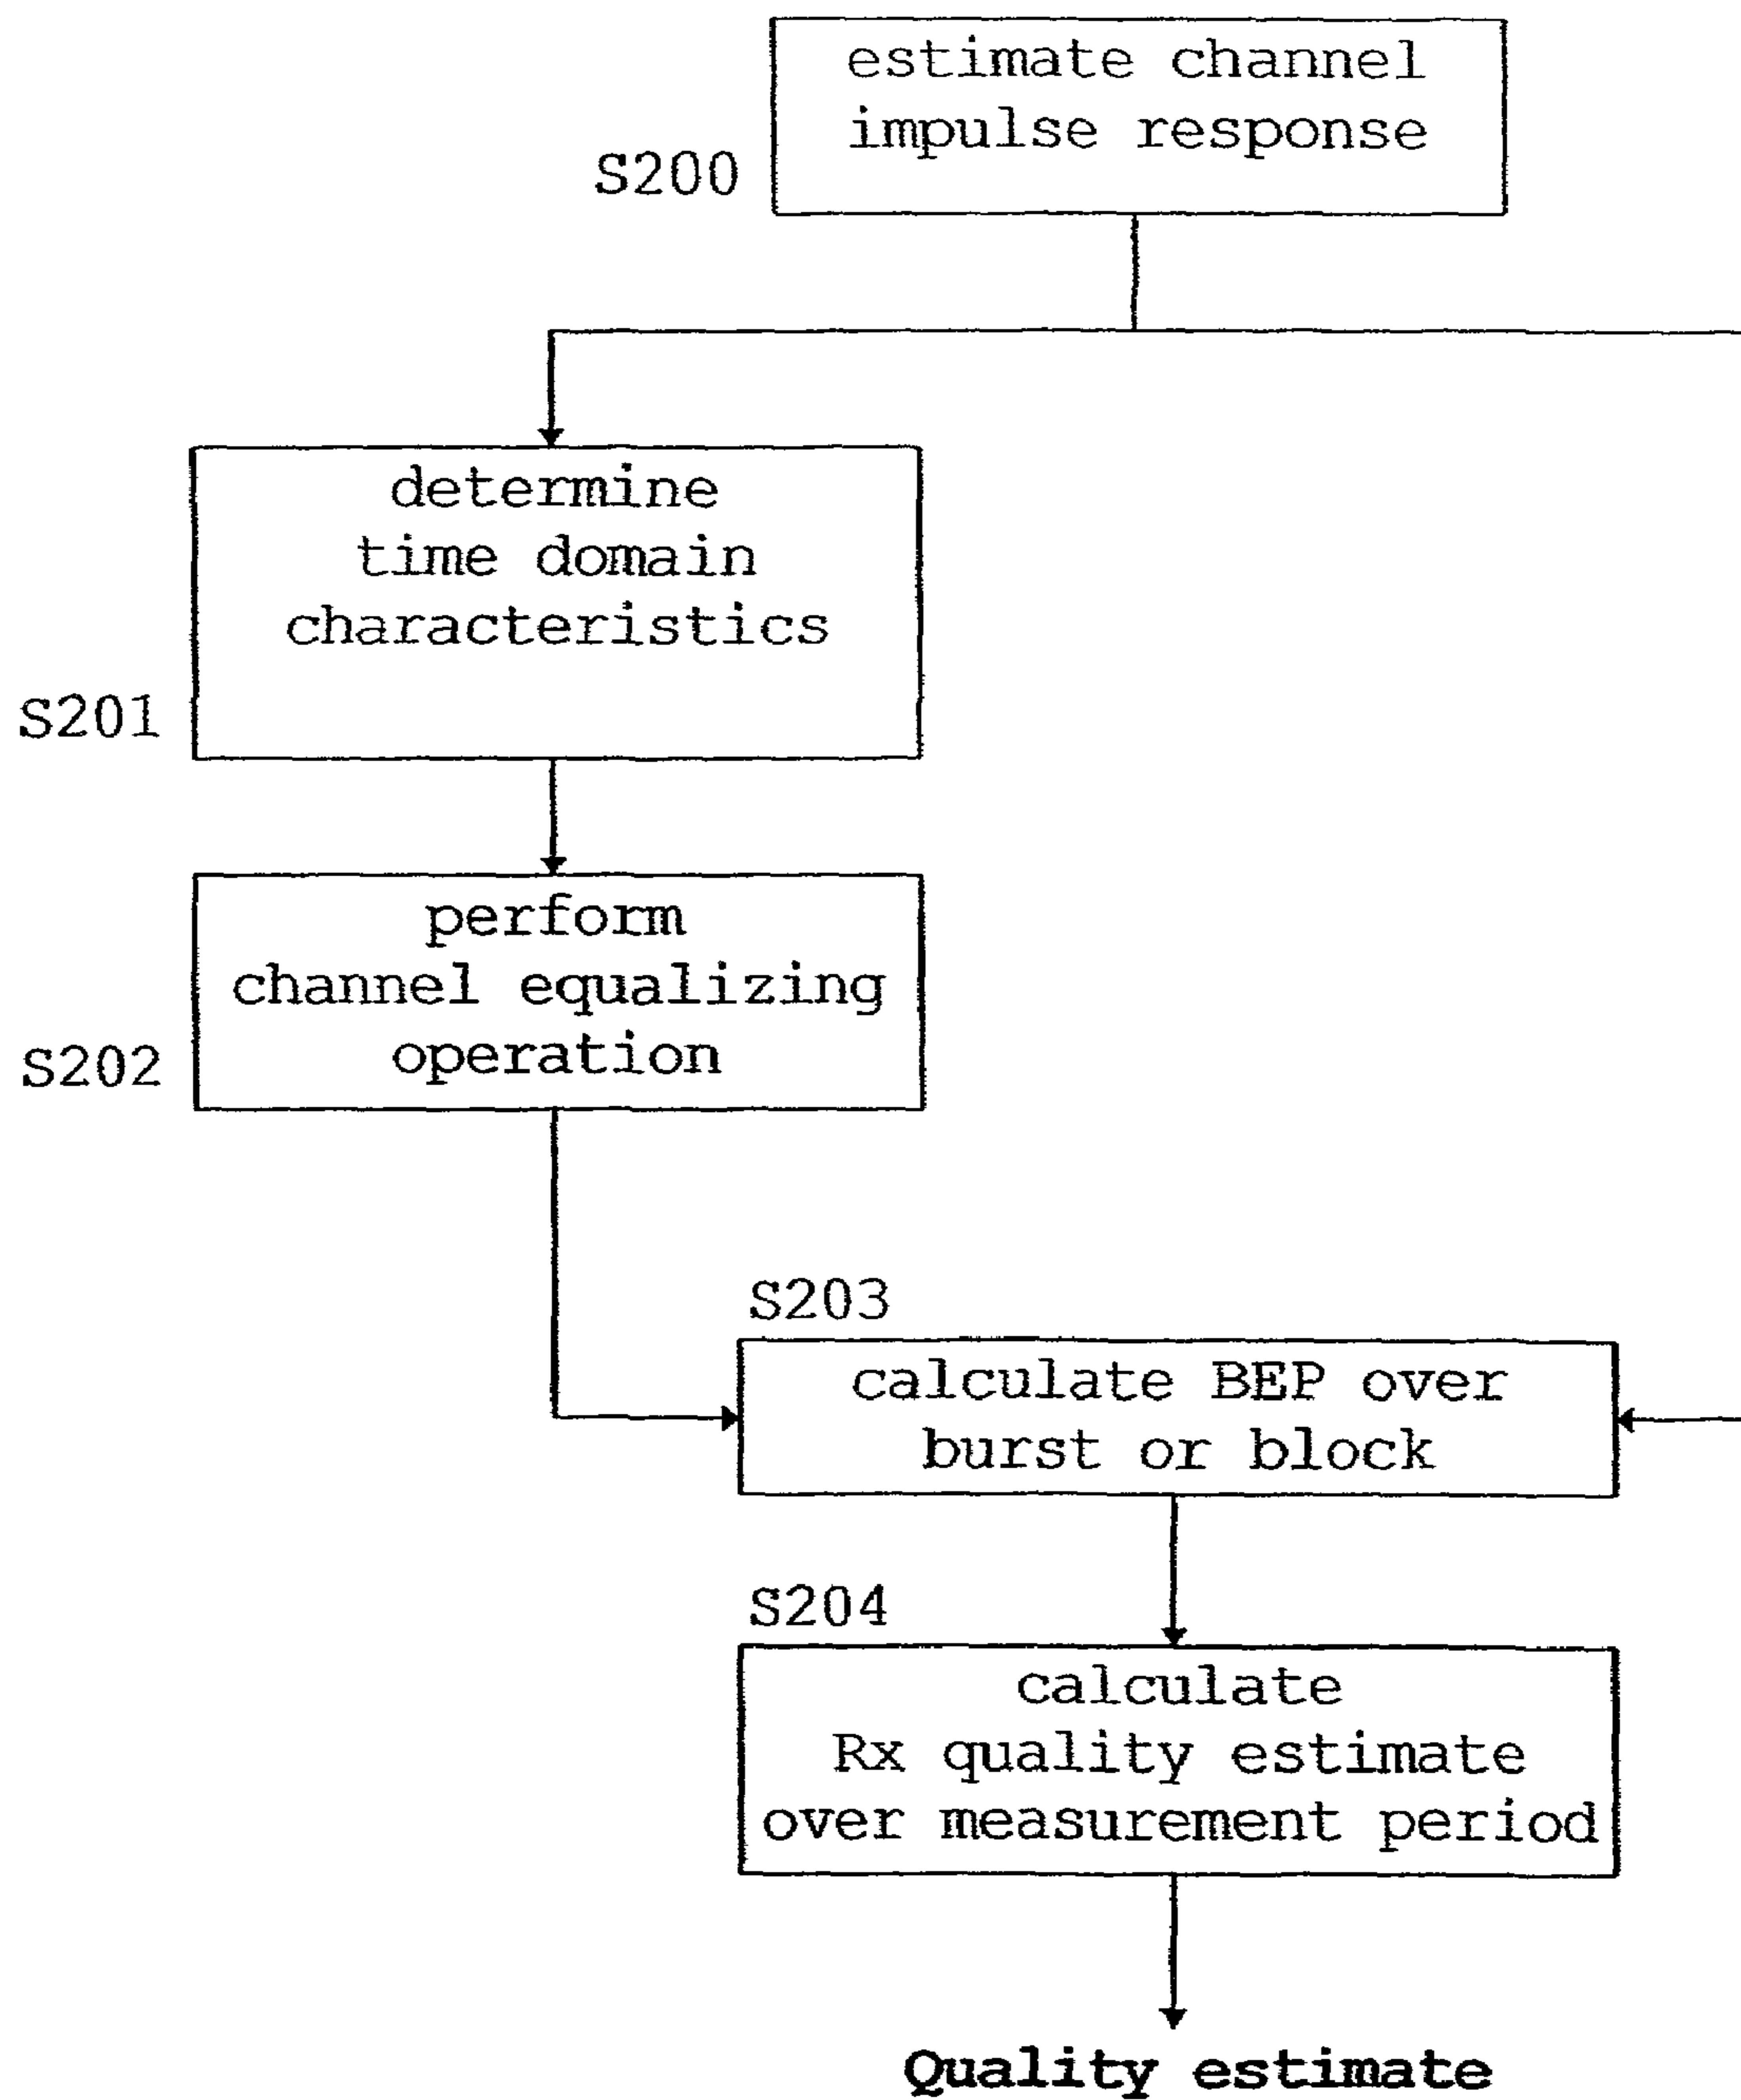 estimate channel
impulse response
S200
determine
time domain
characteristics
S201
perform
channel equalizing
operation
S202
S203
calculate BEP over
burst or block
S204
calculate
Rx quality estimate
over measurement period
Quality estimate